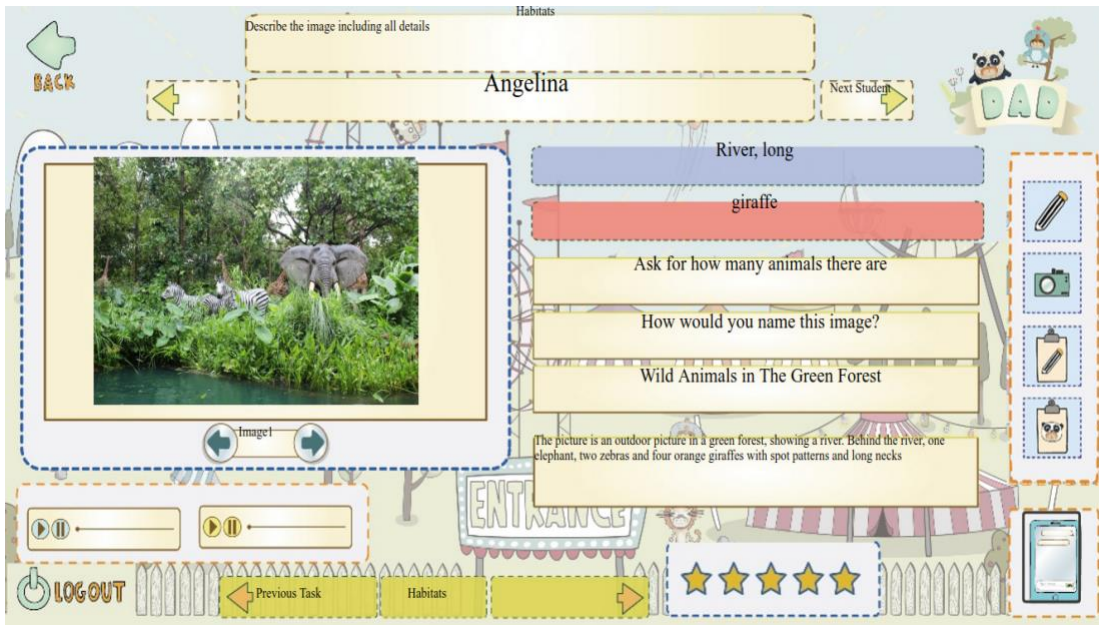 Habitats
Describe the image including all details
BACK
Angelina
Next Student
DAD
River, long
giraffe
Ask for how many animals there are
How would you name this image?
Wild Animals in The Green Forest
Image1
The picture is an outdoor picture in a green forest, showing a river. Behind the river, one
elephant, two zebras and four orange giraffes with spot patterns and long necks
ENTRANCE
LOGOUT
Previous Task
Habitats